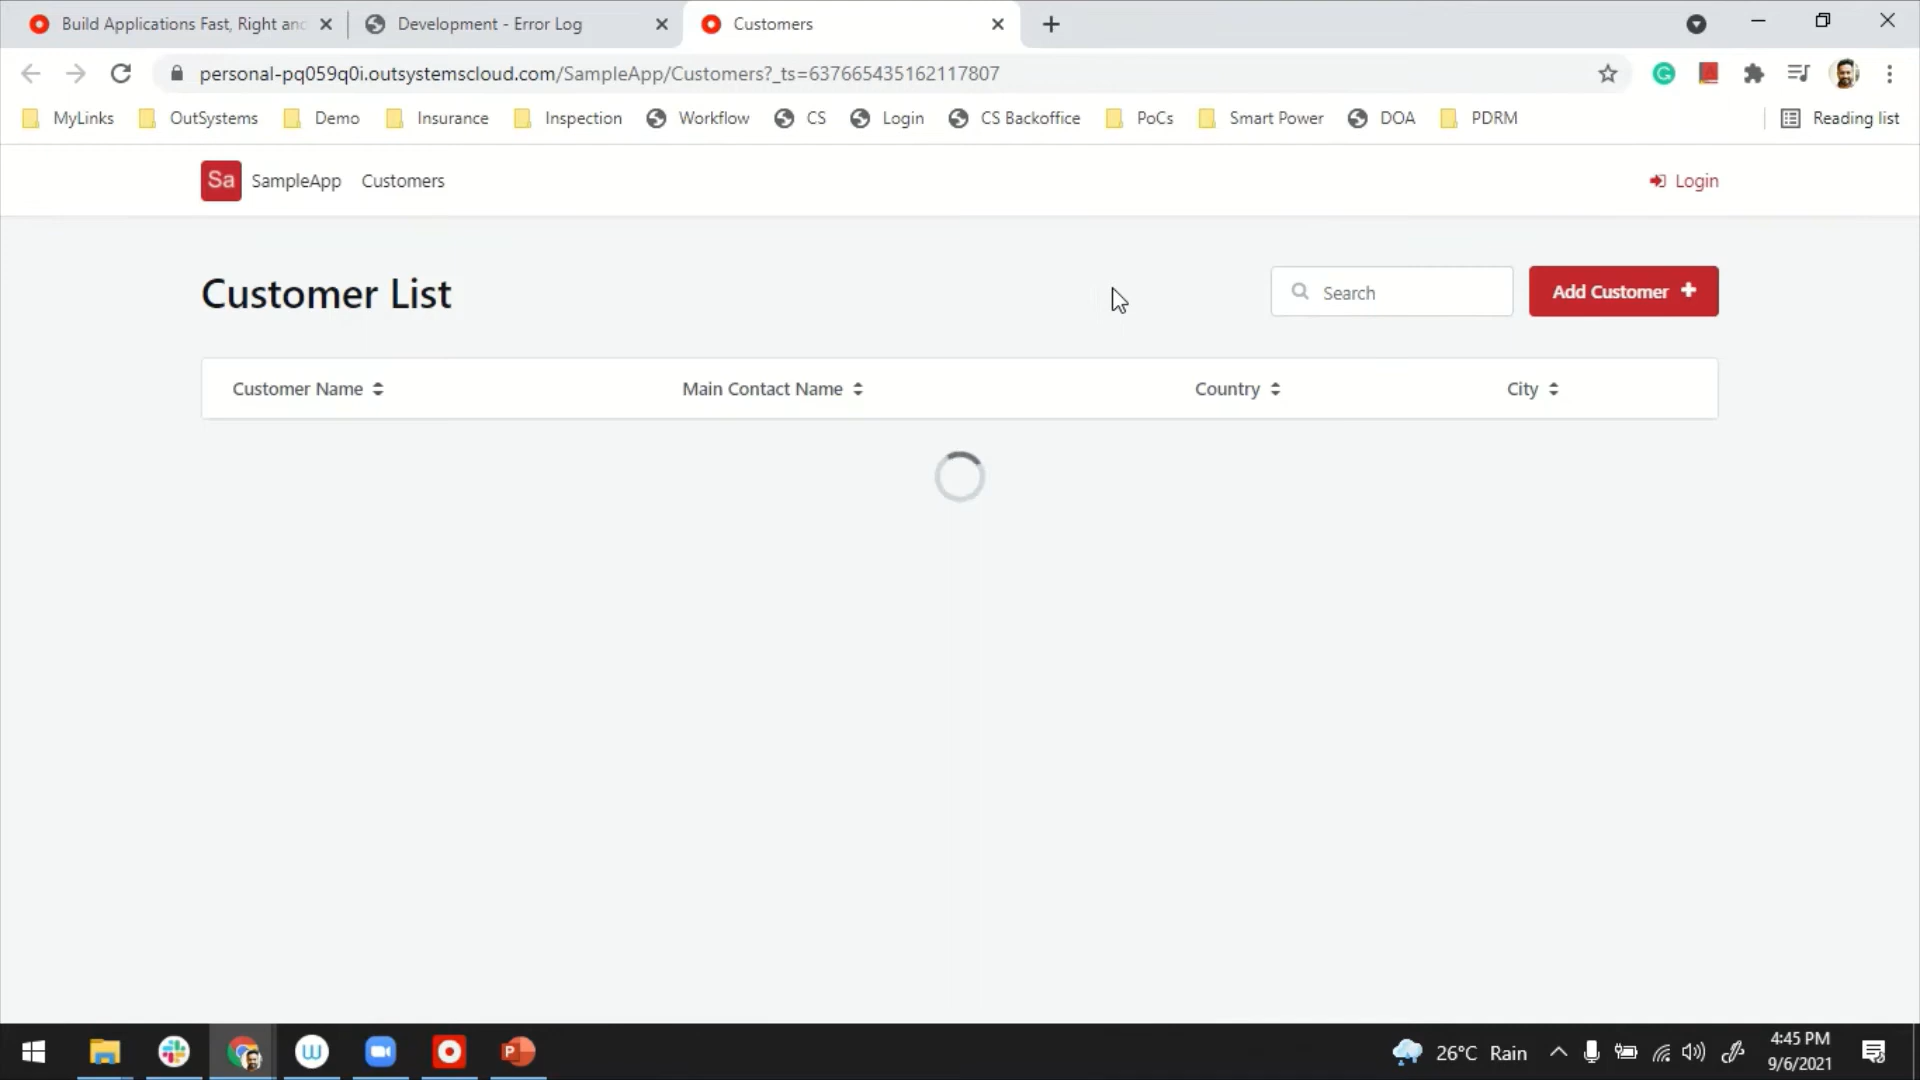 Build Applications Fast, Right and
Development - Error Log
Customers
personal-pq059q0i.outsystemscloud.com/SampleApp/Customers?_ts=637665435162117807
MyLinks OutSystems Demo Insurance Inspection Workflow CS Login CS Backoffice PoCs Smart Power DOA PDRM Reading list
Sa SampleApp Customers Login
Customer List
Search
Add Customer
Customer Name Main Contact Name Country City
26°C Rain
4:45 PM
9/6/2021